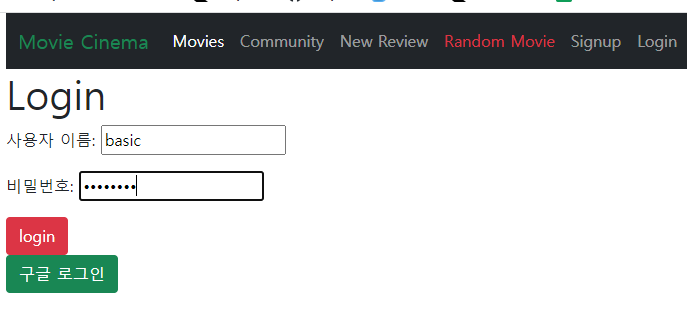 Movie Cinema Movies Community New Review Random Movie Signup Login
Login
사용자 이름: basic
비밀번호: ••••••••
login
구글 로그인